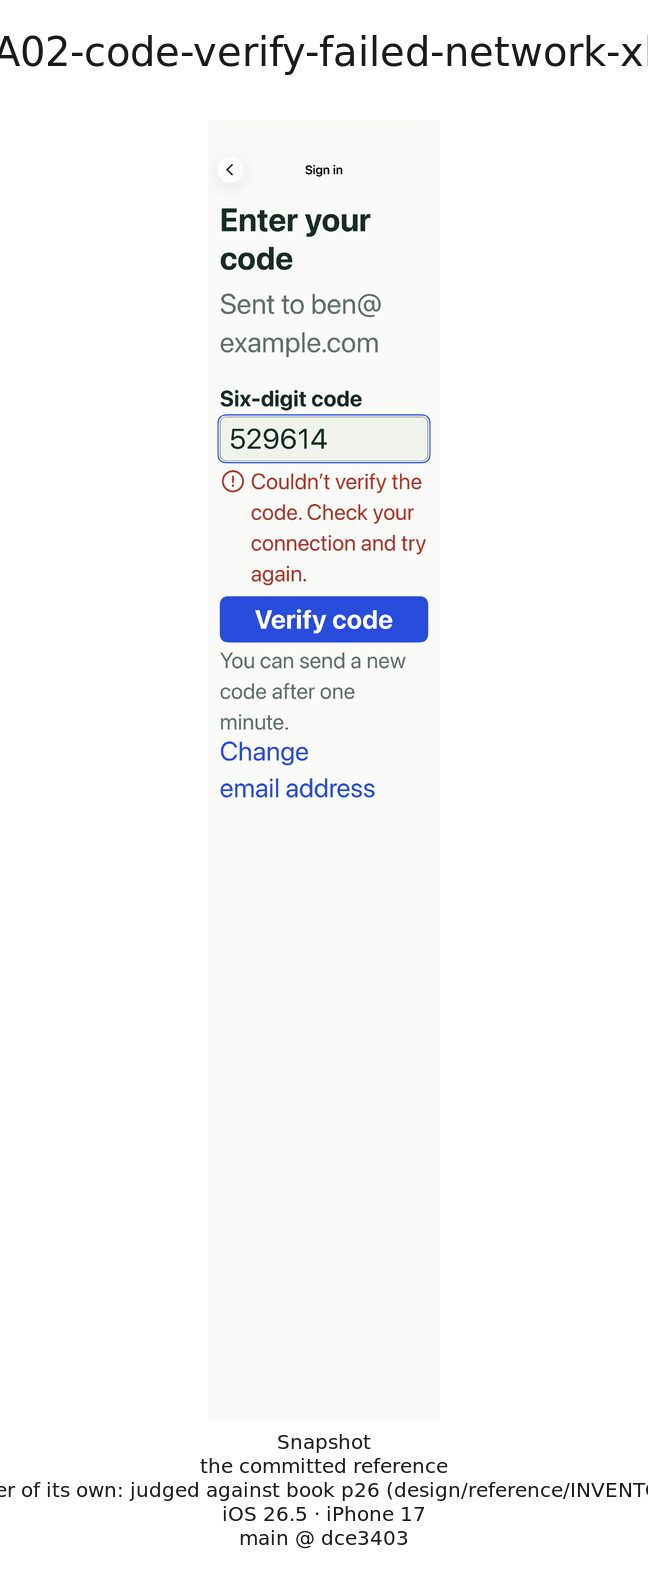 A02-code-verify-failed-network-x
Sign in
Enter your
code
Sent to ben@
example.com
Six-digit code
529614
Couldn’t verify the
code. Check your
connection and try
again.
Verify code
You can send a new
code after one
minute.
Change
email address
Snapshot
the committed reference
er of its own: judged against book p26 (design/reference/INVENT
iOS 26.5 · iPhone 17
main @ dce3403